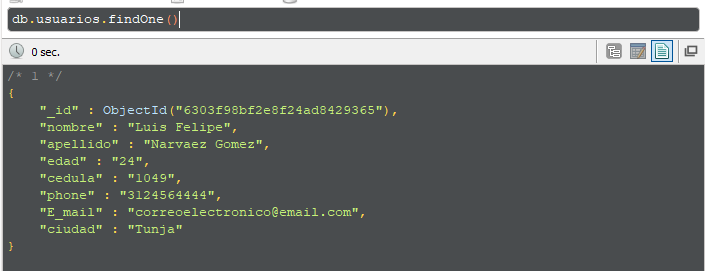 db.usuarios.findOne()
0 sec.
/* 1 */
{
    "_id" : ObjectId("6303f98bf2e8f24ad8429365"),
    "nombre" : "Luis Felipe",
    "apellido" : "Narvaez Gomez",
    "edad" : "24",
    "cedula" : "1049",
    "phone" : "3124564444",
    "E_mail" : "correoelectronico@email.com",
    "ciudad" : "Tunja"
}